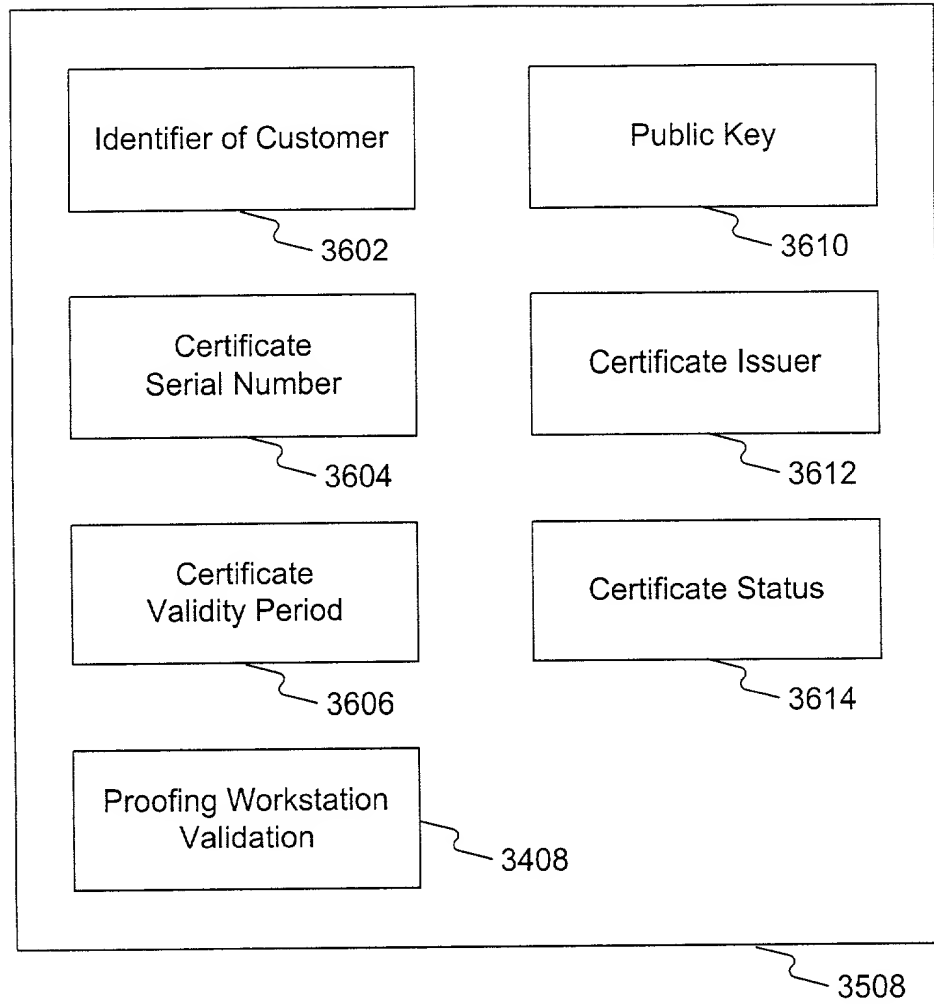 Identifier of Customer
3602
Public Key
3610
Certificate
Serial Number
3604
Certificate Issuer
3612
Certificate
Validity Period
3606
Certificate Status
3614
Proofing Workstation
Validation
3408
3508